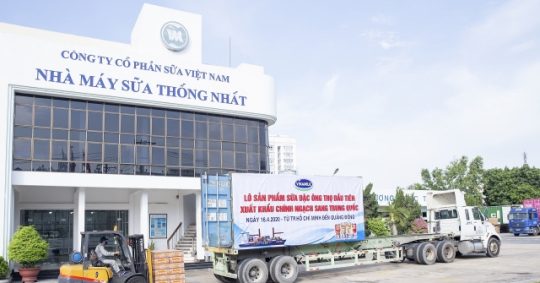 CÔNG TY CỔ PHẦN SỮA VIỆT NAM
NHÀ MÁY SỮA THỐNG NHẤT
VINAMILK
LÔ SẢN PHẨM SỮA ĐẶC ÔNG THỌ ĐẦU TIÊN
XUẤT KHẨU CHÍNH NGẠCH SANG TRUNG QUỐC
NGÀY 16.4.2020 - TỪ TP.HỒ CHÍ MINH ĐẾN QUẢNG ĐÔNG